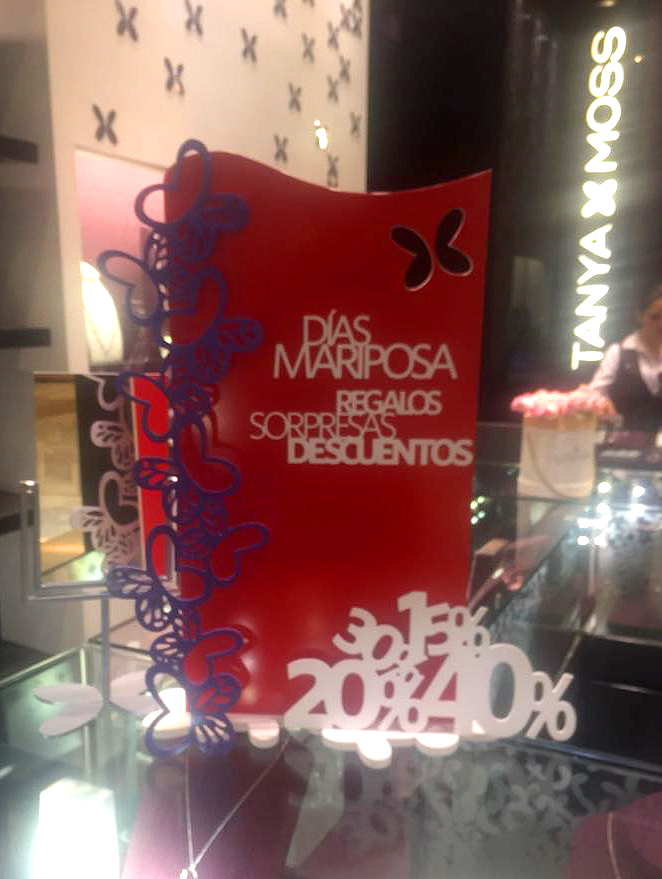 TANYA MOSS
DÍAS
MARIPOSA
REGALOS
SORPRESAS
DESCUENTOS
30 15%
20% 40%